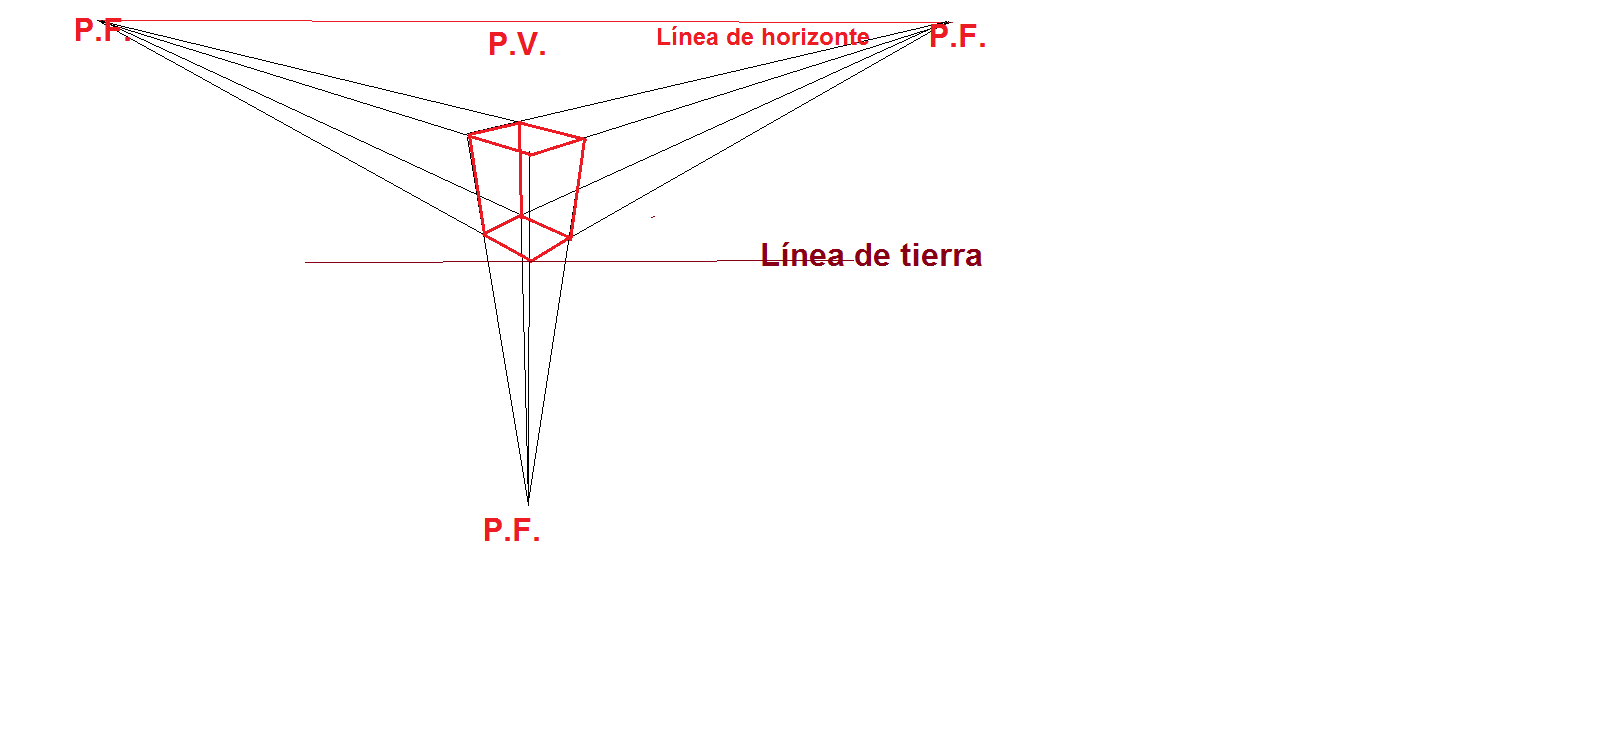 P.F.
P.V.
Línea de horizonte
P.F.
Línea de tierra
P.F.